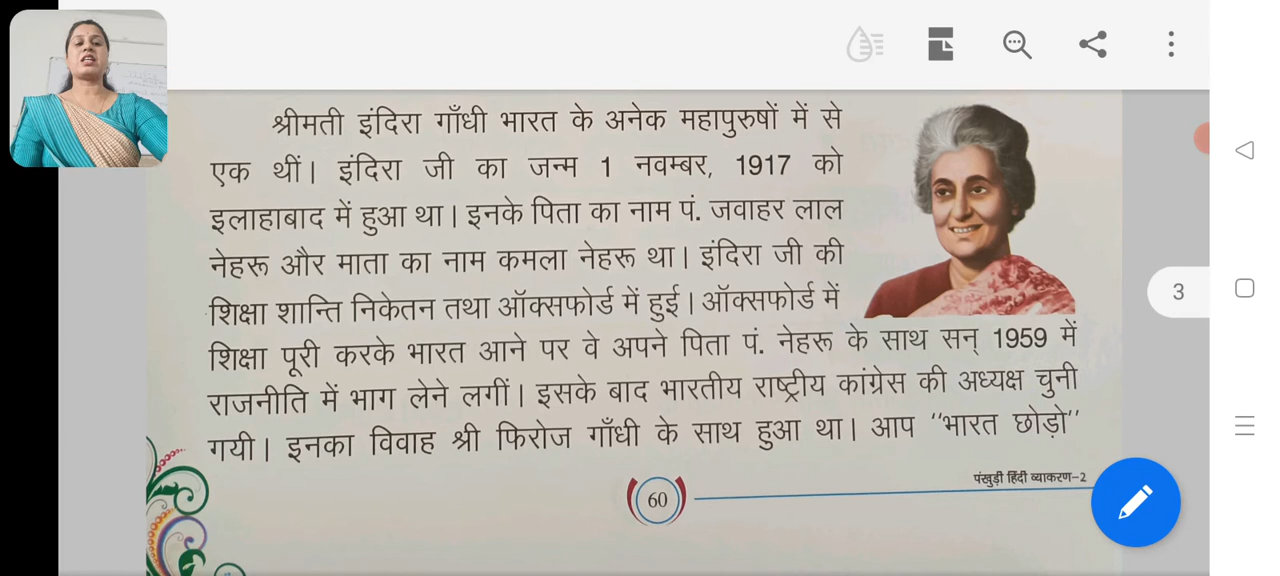 श्रीमती इंदिरा गाँधी भारत के अनेक महापुरुषों में से
एक थीं। इंदिरा जी का जन्म 1 नवम्बर, 1917 को
इलाहाबाद में हुआ था। इनके पिता का नाम पं. जवाहर लाल
नेहरू और माता का नाम कमला नेहरू था। इंदिरा जी की
शिक्षा शान्ति निकेतन तथा ऑक्सफोर्ड में हुई। ऑक्सफोर्ड में
शिक्षा पूरी करके भारत आने पर वे अपने पिता पं. नेहरू के साथ सन् 1959 में
राजनीति में भाग लेने लगीं। इसके बाद भारतीय राष्ट्रीय कांग्रेस की अध्यक्ष चुनी
गयी। इनका विवाह श्री फिरोज गाँधी के साथ हुआ था। आप "भारत छोड़ो"
पंखुड़ी हिंदी व्याकरण-2
60
3